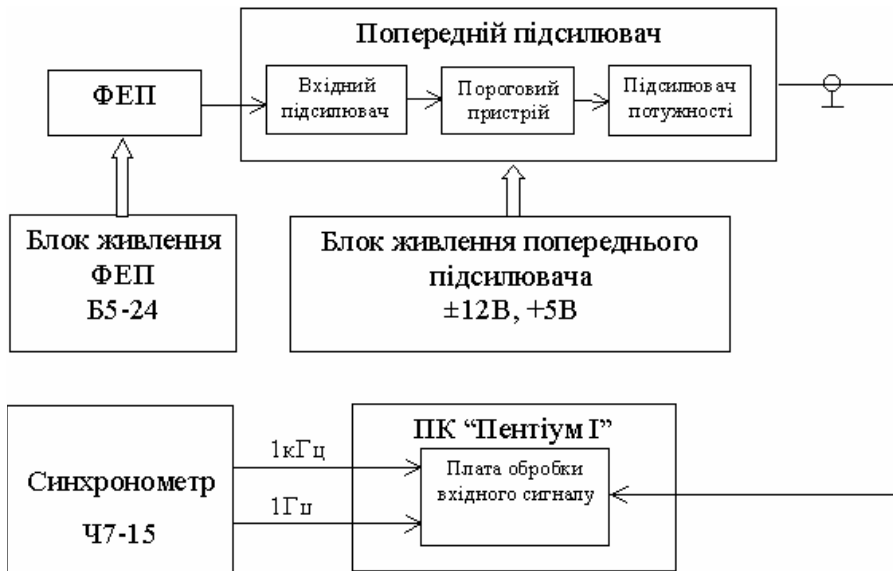 Попередній підсилювач
ФЕП
Вхідний
підсилювач
Пороговий
пристрій
Підсилювач
потужності
Блок живлення
ФЕП
Б5-24
Блок живлення попереднього
підсилювача
±12В, +5В
Синхронометр
Ч7-15
1кГц
1Гц
ПК “Пентіум I”
Плата обробки
вхідного сигналу